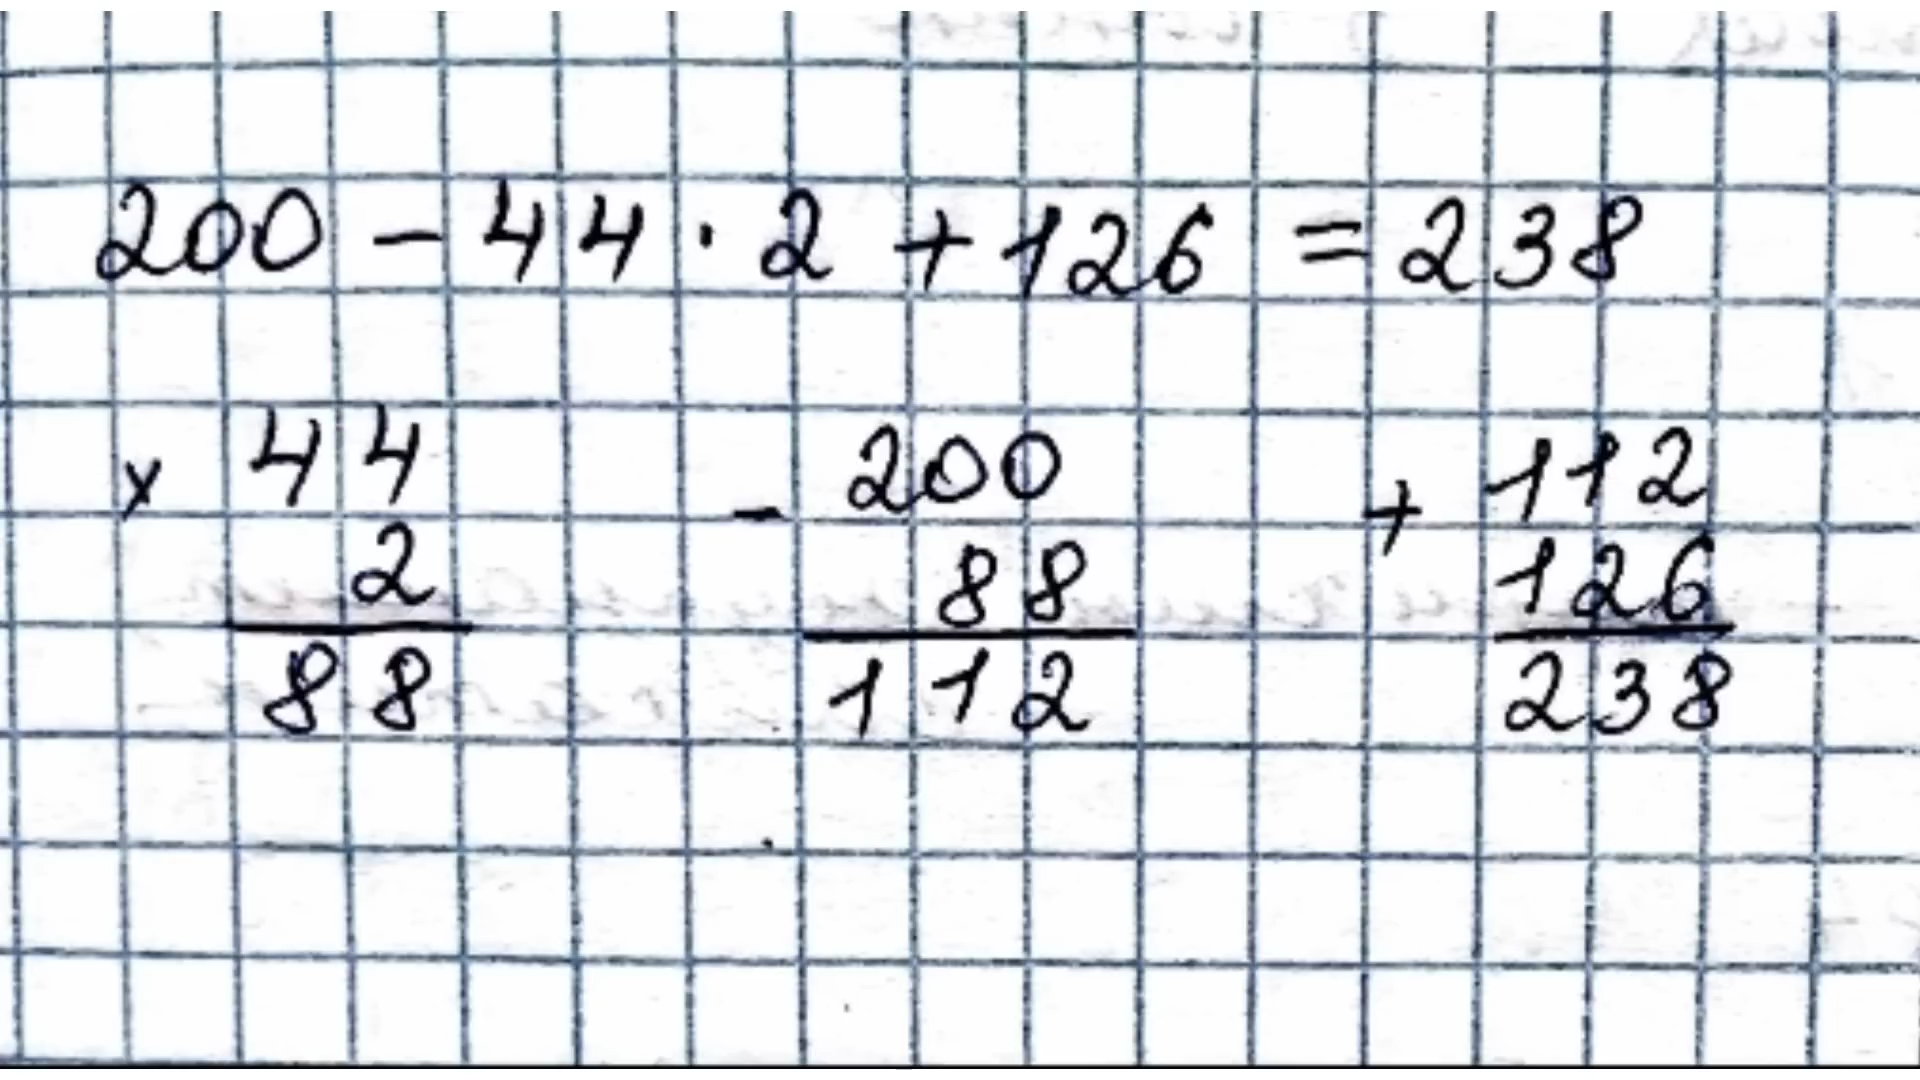 200 - 44 · 2 + 126 = 238
× 44 - 200 + 112
2 88 126
88 112 238